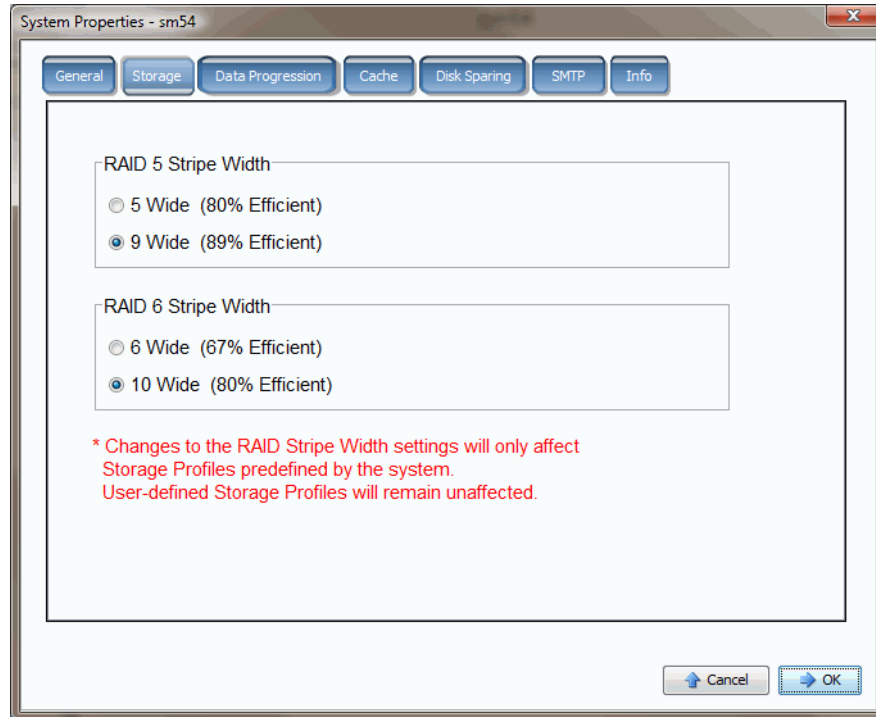 System Properties - sm54
General Storage Data Progression Cache Disk Sparing SMTP Info
RAID 5 Stripe Width
5 Wide (80% Efficient)
9 Wide (89% Efficient)
RAID 6 Stripe Width
6 Wide (67% Efficient)
10 Wide (80% Efficient)
* Changes to the RAID Stripe Width settings will only affect
Storage Profiles predefined by the system.
User-defined Storage Profiles will remain unaffected.
Cancel OK